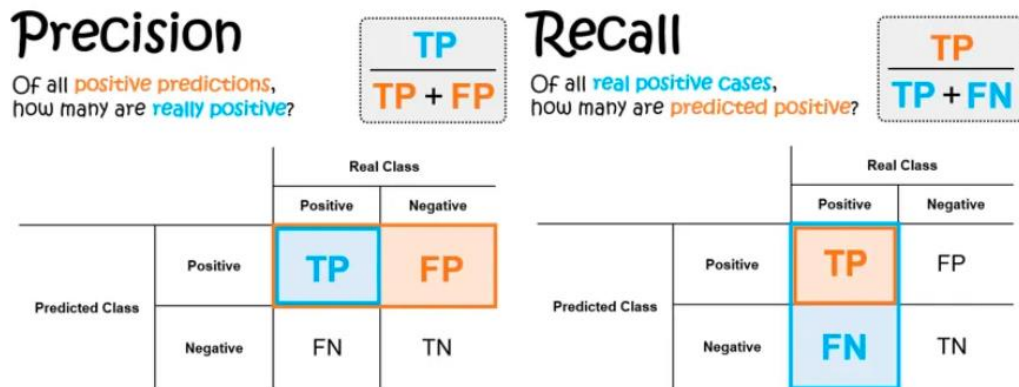 Precision
Of all positive predictions,
how many are really positive?
TP
TP + FP
Real Class
Positive Negative
Positive TP FP
Predicted Class
Negative FN TN
Recall
Of all real positive cases,
how many are predicted positive?
TP
TP + FN
Real Class
Positive Negative
Positive TP FP
Predicted Class
Negative FN TN